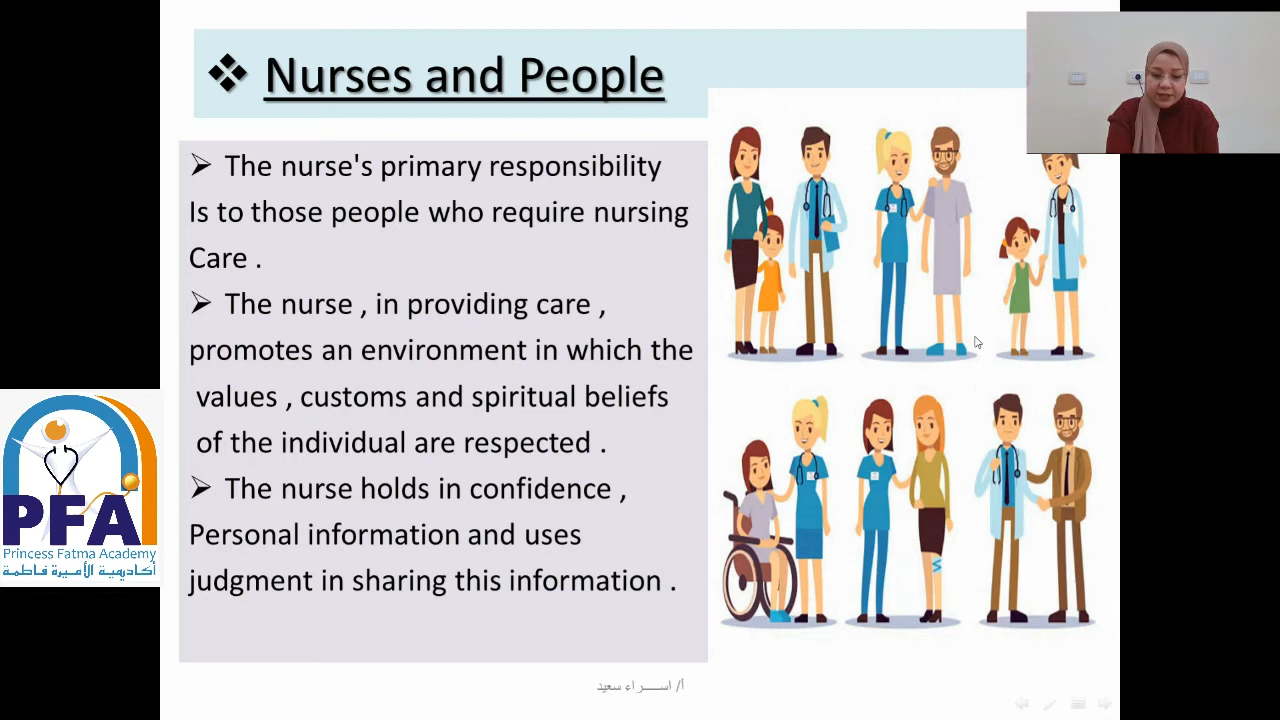 ❖ Nurses and People
➢ The nurse's primary responsibility
Is to those people who require nursing
Care .
➢ The nurse , in providing care ,
promotes an environment in which the
values , customs and spiritual beliefs
of the individual are respected .
➢ The nurse holds in confidence ,
Personal information and uses
judgment in sharing this information .
PFA
Princess Fatma Academy
أكاديمية الأميرة فاطمة
أ/ اســـراء سعيد